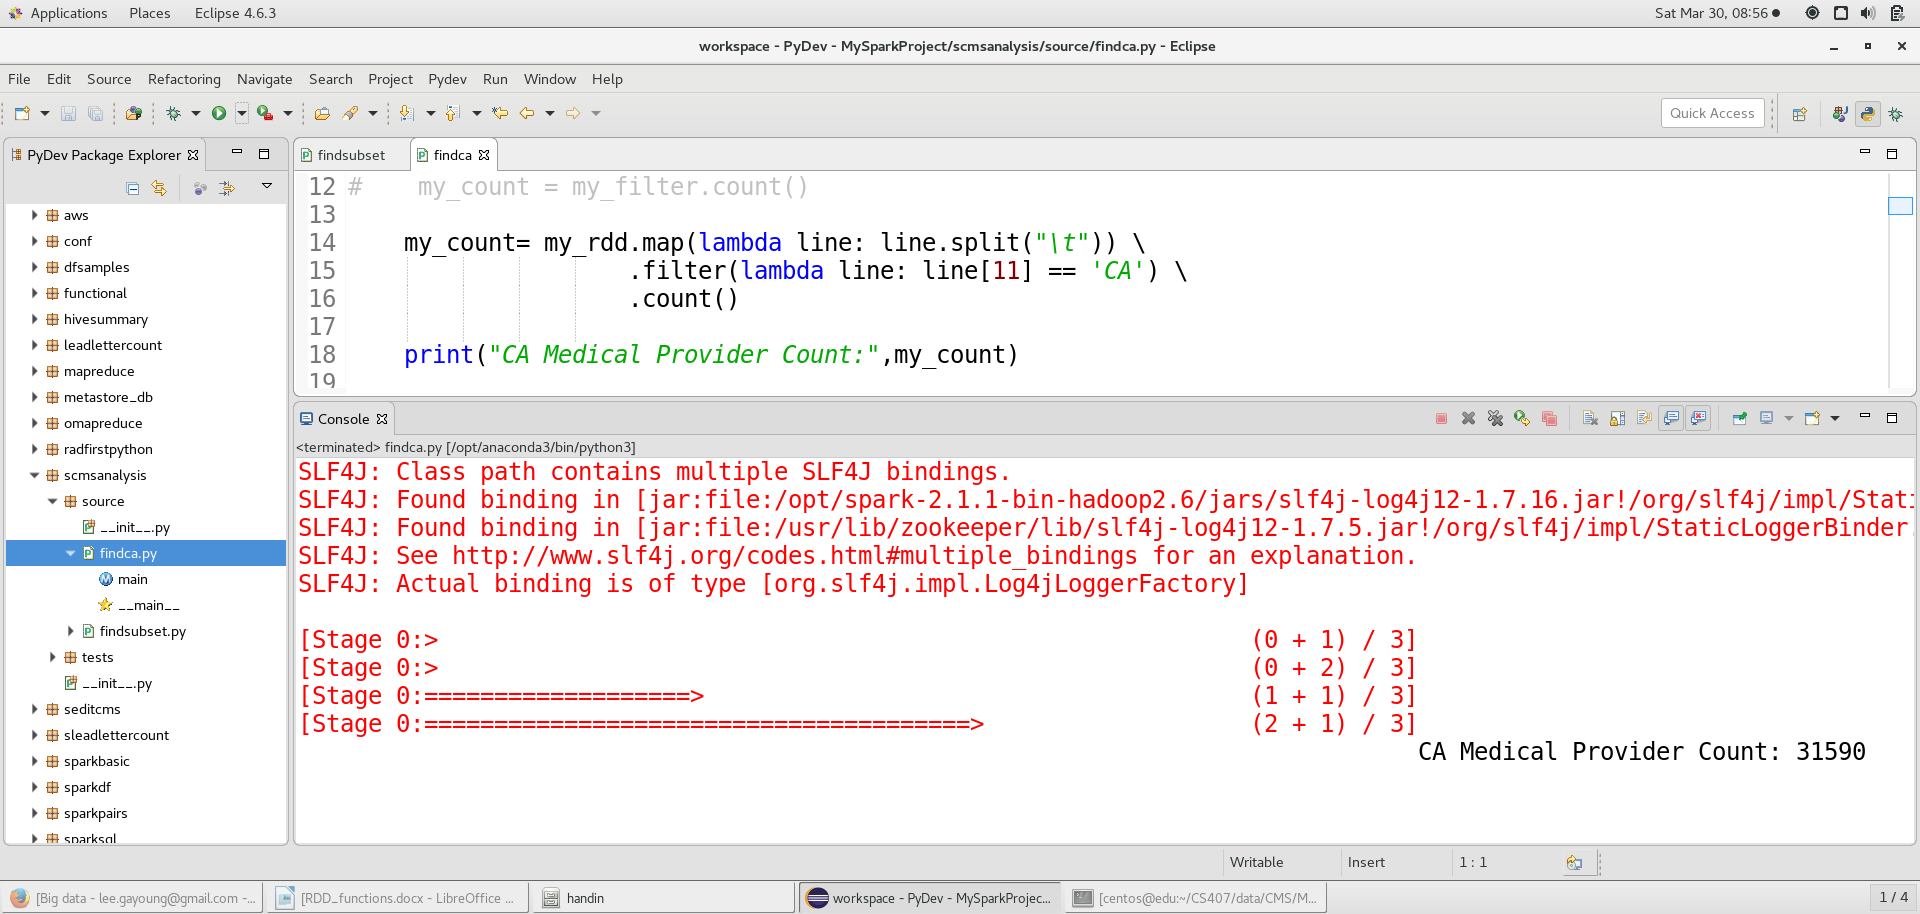 Applications Places Eclipse 4.6.3 Sat Mar 30, 08:56
workspace - PyDev - MySparkProject/scmsanalysis/source/findca.py - Eclipse
File Edit Source Refactoring Navigate Search Project Pydev Run Window Help
Quick Access
PyDev Package Explorer
aws
conf
dfsamples
functional
hivesummary
leadlettercount
mapreduce
metastore_db
omapreduce
radfirstpython
scmsanalysis
source
__init__.py
findca.py
main
__main__
findsubset.py
tests
__init__.py
seditcms
sleadlettercount
sparkbasic
sparkdf
sparkpairs
sparksql
findsubset findca
12 # my_count = my_filter.count()
13
14 my_count= my_rdd.map(lambda line: line.split("\t")) \
15 .filter(lambda line: line[11] == 'CA') \
16 .count()
17
18 print("CA Medical Provider Count:",my_count)
19
Console
<terminated> findca.py [/opt/anaconda3/bin/python3]
SLF4J: Class path contains multiple SLF4J bindings.
SLF4J: Found binding in [jar:file:/opt/spark-2.1.1-bin-hadoop2.6/jars/slf4j-log4j12-1.7.16.jar!/org/slf4j/impl/Stati
SLF4J: Found binding in [jar:file:/usr/lib/zookeeper/lib/slf4j-log4j12-1.7.5.jar!/org/slf4j/impl/StaticLoggerBinder.
SLF4J: See http://www.slf4j.org/codes.html#multiple_bindings for an explanation.
SLF4J: Actual binding is of type [org.slf4j.impl.Log4jLoggerFactory]
[Stage 0:> (0 + 1) / 3]
[Stage 0:> (0 + 2) / 3]
[Stage 0:===================> (1 + 1) / 3]
[Stage 0:=======================================> (2 + 1) / 3]
CA Medical Provider Count: 31590
Writable Insert 1 : 1
[Big data - lee.gayoung@gmail.com -... [RDD_functions.docx - LibreOffice ... handin workspace - PyDev - MySparkProjec... [centos@edu:~/CS407/data/CMS/M... 1 / 4